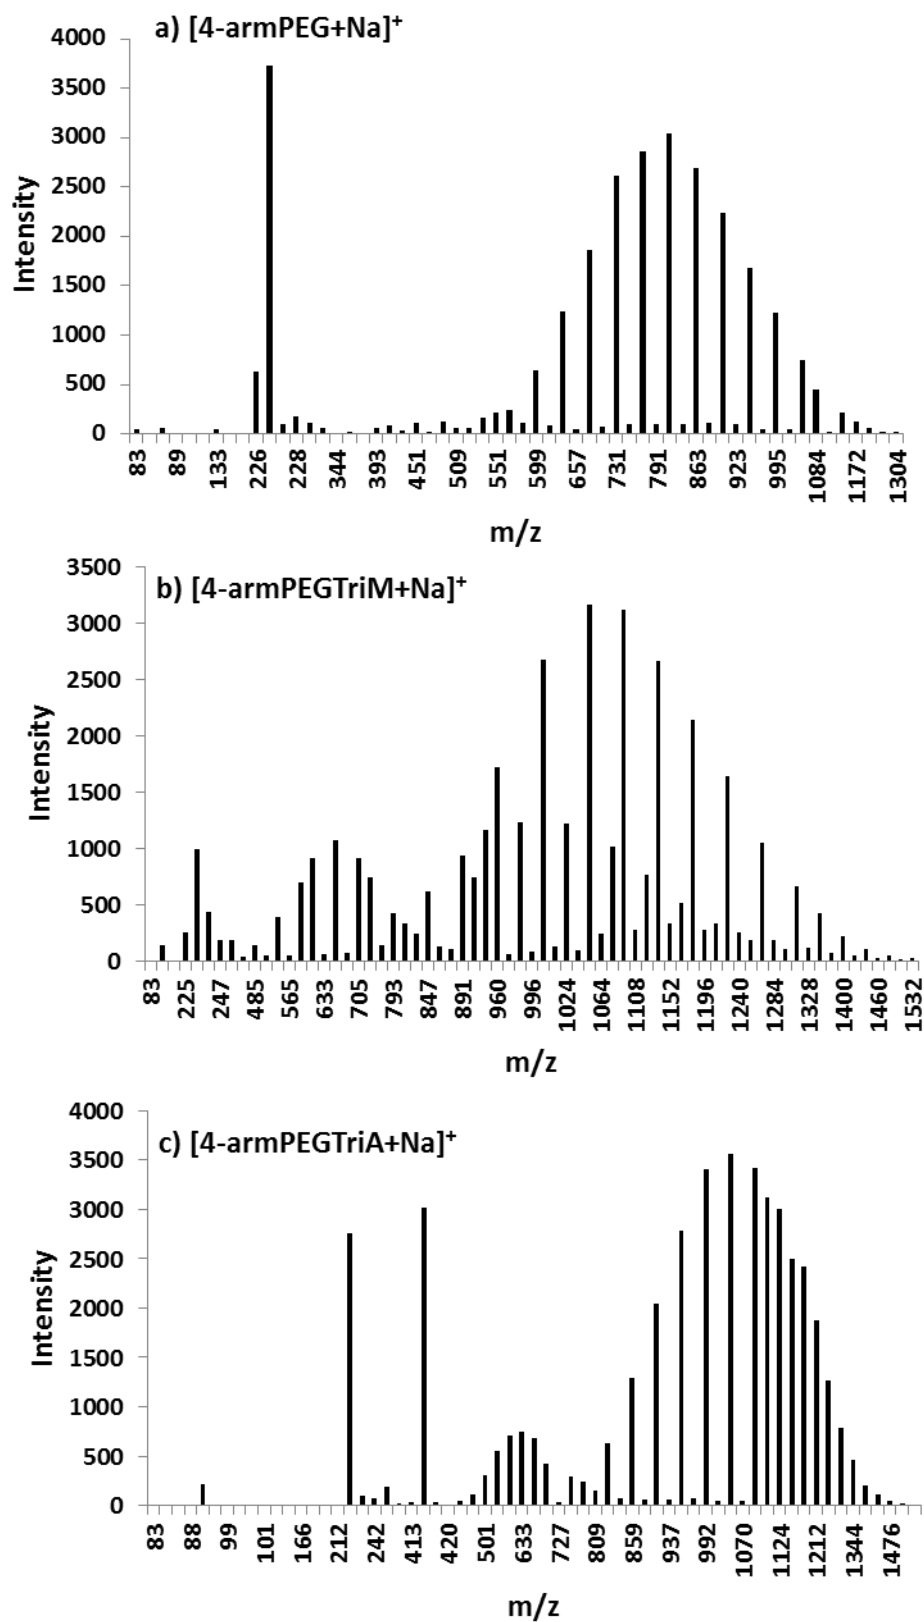 a) [4-armPEG+Na]+
4000
3500
3000
2500
2000
1500
1000
500
0
Intensity
83 89 133 226 228 344 393 451 509 551 599 657 731 791 863 923 995 1084 1172 1304
m/z
b) [4-armPEGTriM+Na]+
3500
3000
2500
2000
1500
1000
500
0
Intensity
83 225 247 485 565 633 705 793 847 891 960 996 1024 1064 1108 1152 1196 1240 1284 1328 1400 1460 1532
m/z
c) [4-armPEGTriA+Na]+
4000
3500
3000
2500
2000
1500
1000
500
0
Intensity
83 88 99 101 166 212 242 413 420 501 633 727 809 859 937 992 1070 1124 1212 1344 1476
m/z